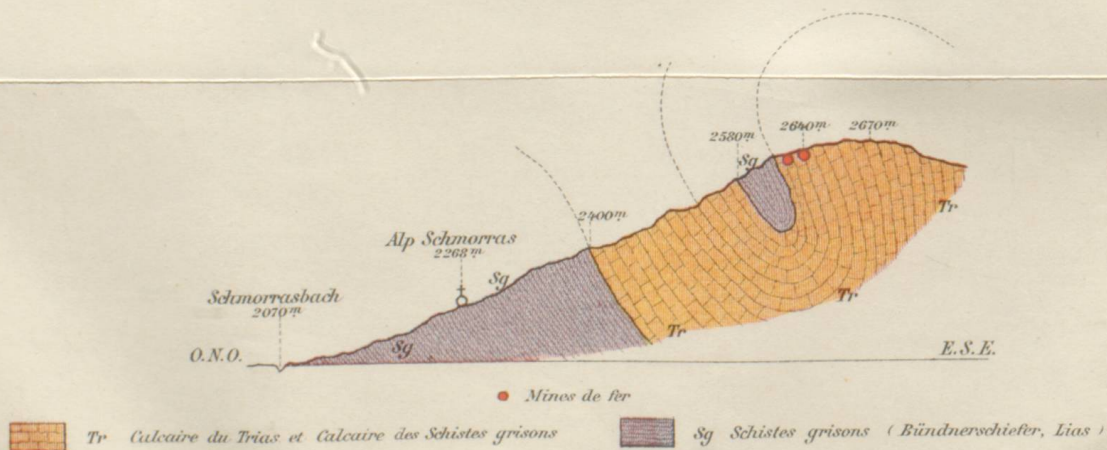 2580m 2640m 2670m
Sg
Tr
2400m
Alp Schmorras
2268m
Sg
Schmorrasbach
2070m
Tr
Tr
Sg
O.N.O. E.S.E.
Mines de fer
Tr Calcaire du Trias et Calcaire des Schistes grisons Sg Schistes grisons (Bündnerschiefer, Lias)